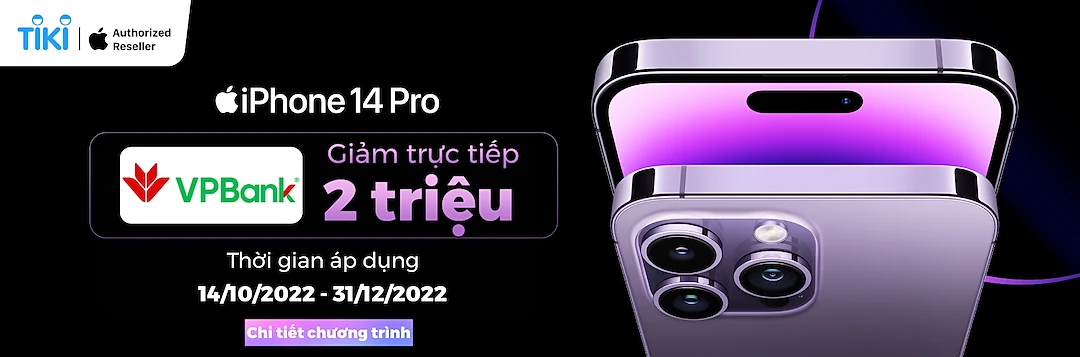 TIKI
Authorized
Reseller
iPhone 14 Pro
VPBank®
Giảm trực tiếp
2 triệu
Thời gian áp dụng
14/10/2022 - 31/12/2022
Chi tiết chương trình